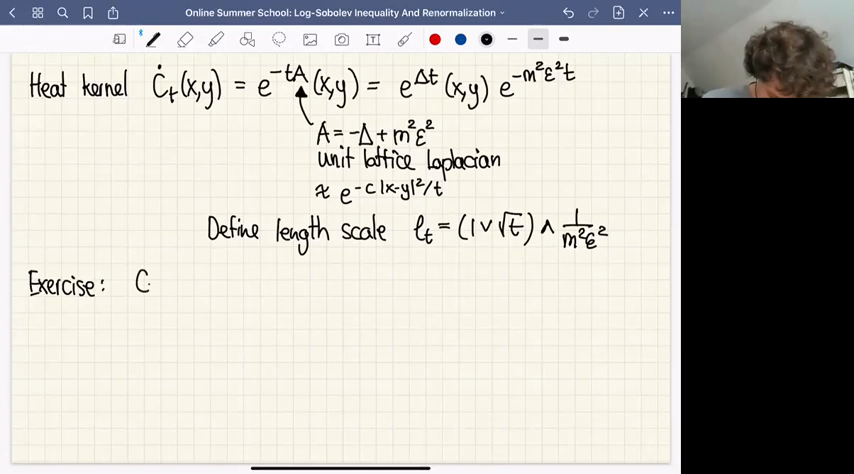 Online Summer School: Log-Sobolev Inequality And Renormalization
Heat kernel Ċ_t(x,y) = e^{-tA}(x,y) = e^{Δt}(x,y) e^{-m²ε²t}
A = -Δ + m²ε²
unit lattice Laplacian
≈ e^{-c|x-y|²/t}
Define length scale ℓ_t = (1 ∨ √t) ∧ 1/(m²ε²)
Exercise: C